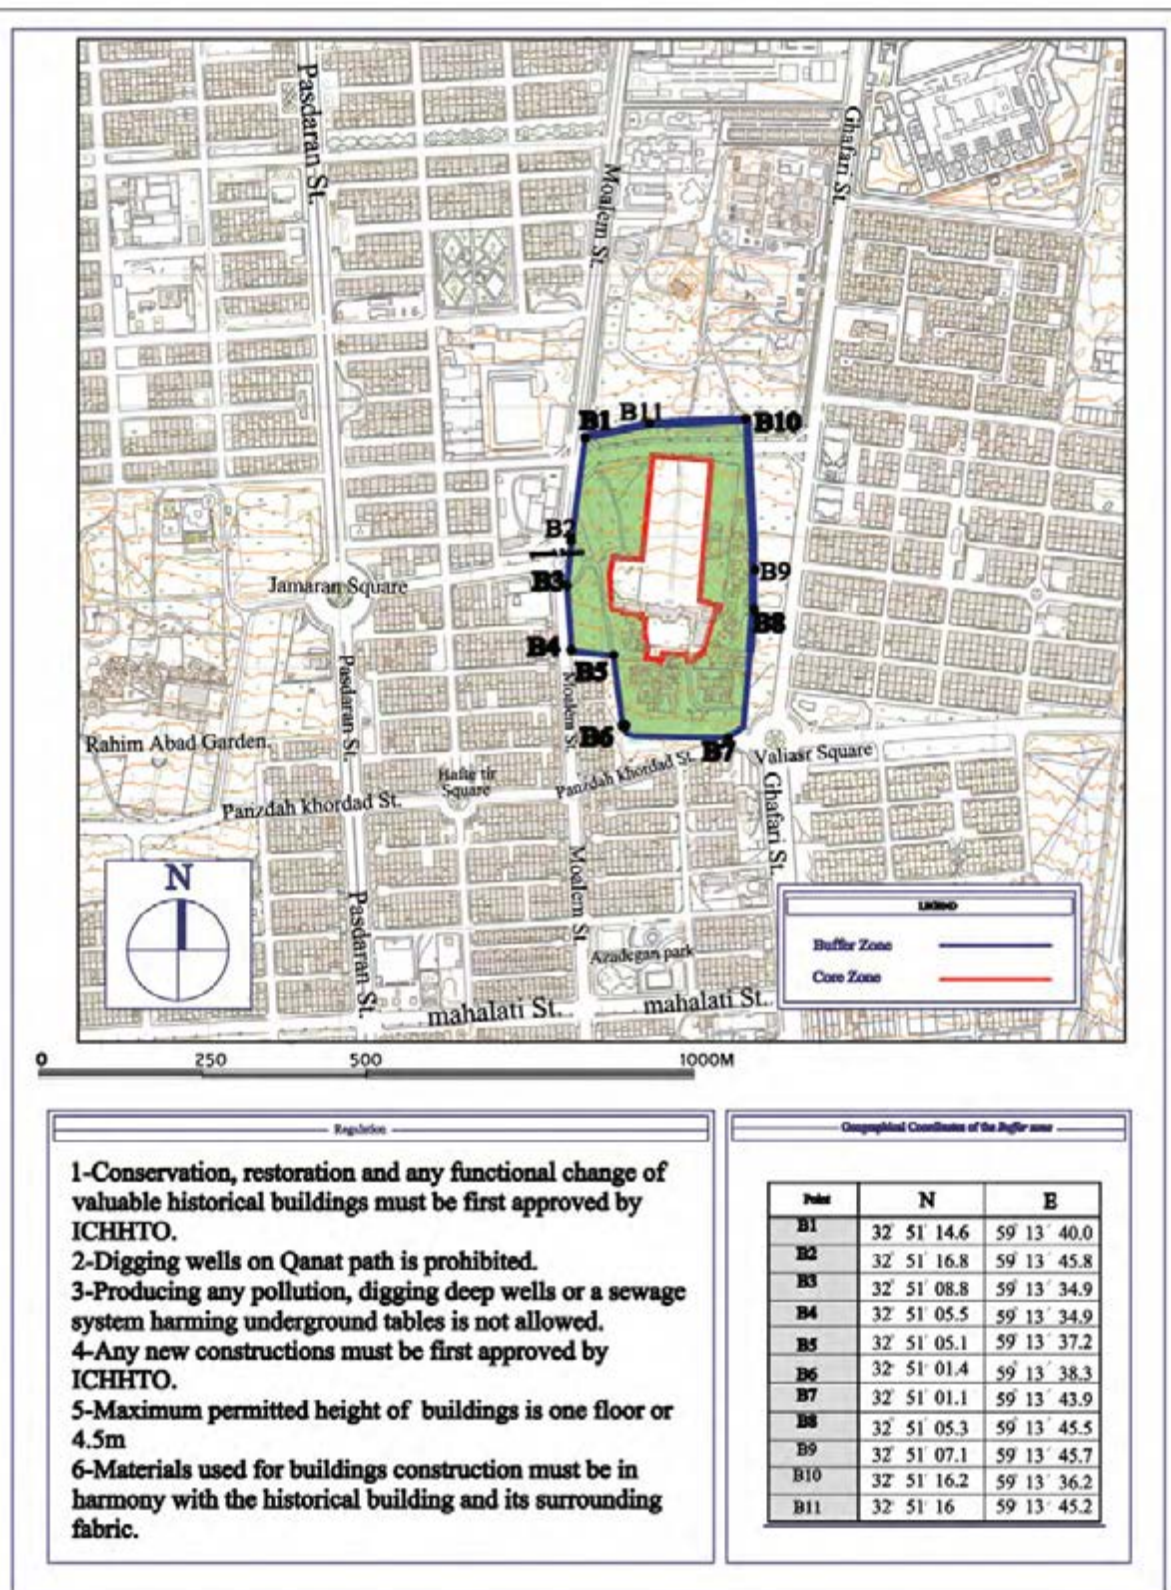 Pasdaran St.
Ghafari St.
Moalem St.
B1
B11
B10
B2
B3
B9
Jamaran Square
B8
B4
B5
Pasdaran St.
Moalem St.
B6
B7
Rahim Abad Garden.
Valiasr Square
Hafte tir
Square
Panzdah khordad St.
Panzdah khordad St.
Ghafari St.
Moalem St.
N
Pasdaran St.
Azadegan park
mahalati St.
mahalati St..
LEGEND
Buffer Zone
Core Zone
0 250 500 1000M
Regulation
1-Conservation, restoration and any functional change of
valuable historical buildings must be first approved by
ICHHTO.
2-Digging wells on Qanat path is prohibited.
3-Producing any pollution, digging deep wells or a sewage
system harming underground tables is not allowed.
4-Any new constructions must be first approved by
ICHHTO.
5-Maximum permitted height of buildings is one floor or
4.5m
6-Materials used for buildings construction must be in
harmony with the historical building and its surrounding
fabric.
Geographical Coordinates of the Buffer zone
Point N E
B1 32° 51′ 14.6 59° 13′ 40.0
B2 32° 51′ 16.8 59° 13′ 45.8
B3 32° 51′ 08.8 59° 13′ 34.9
B4 32° 51′ 05.5 59° 13′ 34.9
B5 32° 51′ 05.1 59° 13′ 37.2
B6 32° 51′ 01.4 59° 13′ 38.3
B7 32° 51′ 01.1 59° 13′ 43.9
B8 32° 51′ 05.3 59° 13′ 45.5
B9 32° 51′ 07.1 59° 13′ 45.7
B10 32° 51′ 16.2 59° 13′ 36.2
B11 32° 51′ 16 59° 13′ 45.2